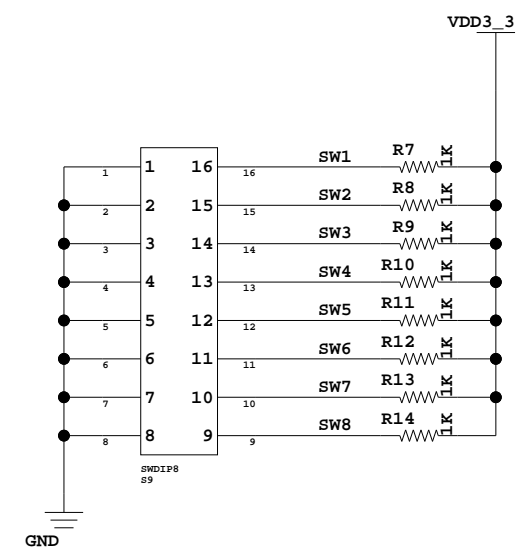 VDD3_3
1 1 16 16 SW1 R7 1K
2 2 15 15 SW2 R8 1K
3 3 14 14 SW3 R9 1K
4 4 13 13 SW4 R10 1K
5 5 12 12 SW5 R11 1K
6 6 11 11 SW6 R12 1K
7 7 10 10 SW7 R13 1K
8 8 9 9 SW8 R14 1K
SWDIP8
S9
GND